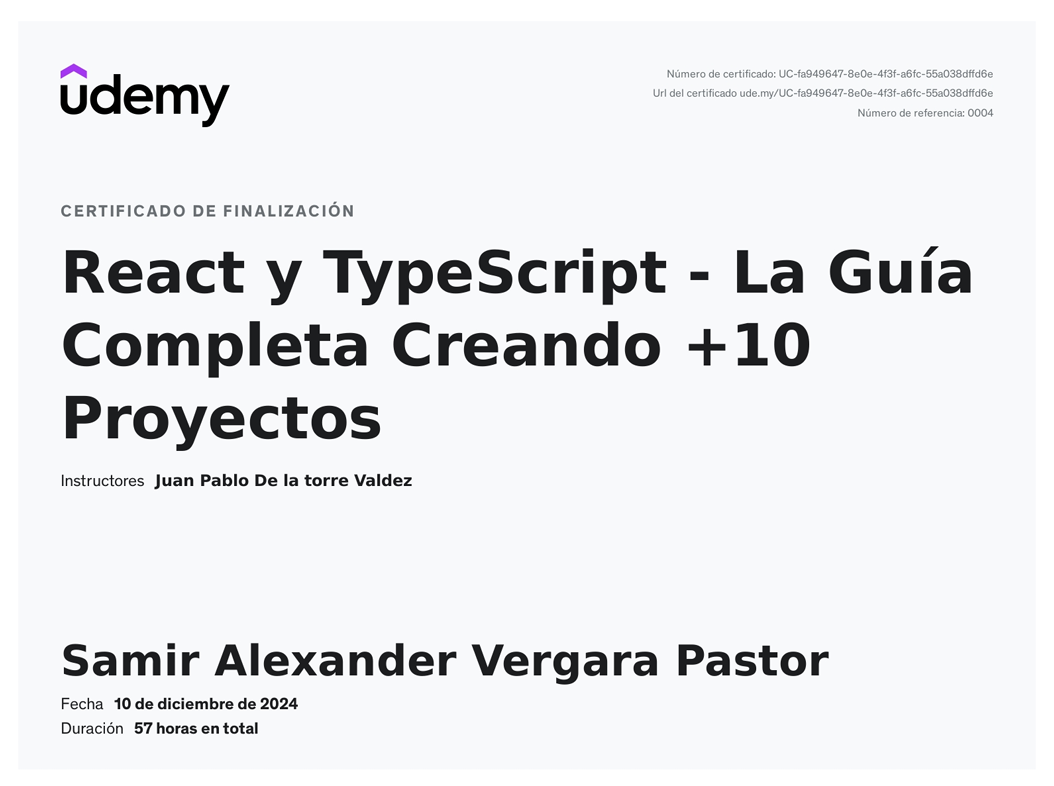 udemy
Número de certificado: UC-fa949647-8e0e-4f3f-a6fc-55a038dffd6e
Url del certificado ude.my/UC-fa949647-8e0e-4f3f-a6fc-55a038dffd6e
Número de referencia: 0004
CERTIFICADO DE FINALIZACIÓN
React y TypeScript - La Guía
Completa Creando +10
Proyectos
Instructores Juan Pablo De la torre Valdez
Samir Alexander Vergara Pastor
Fecha 10 de diciembre de 2024
Duración 57 horas en total